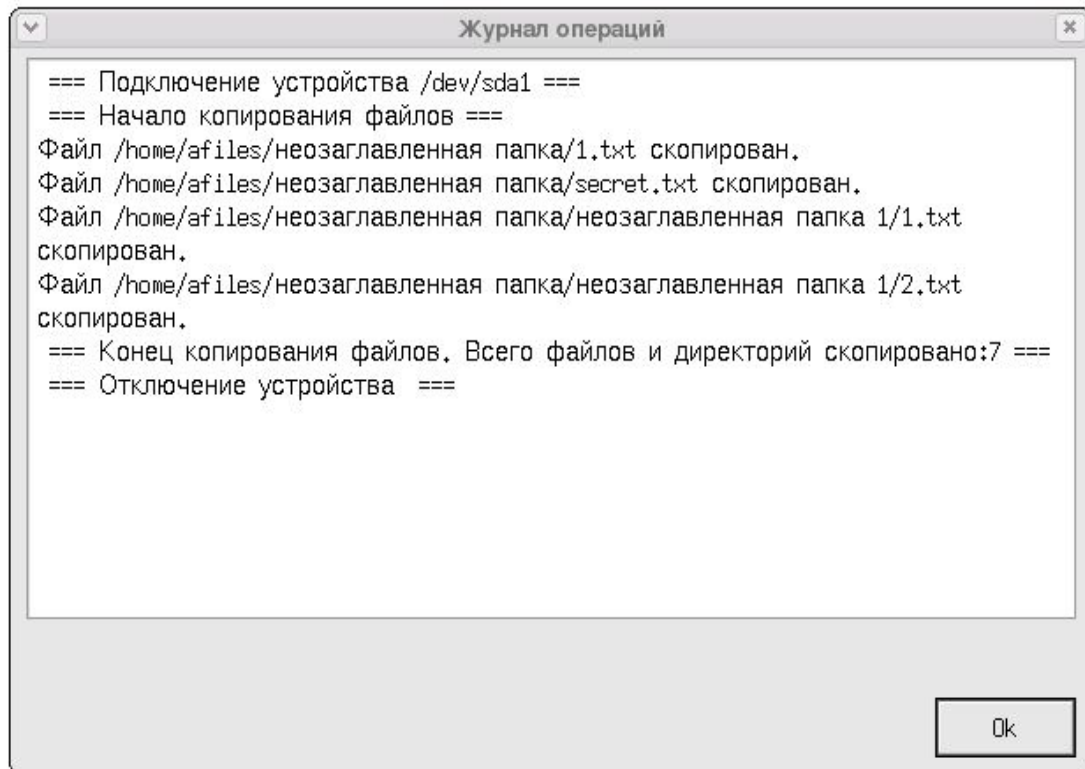 Журнал операций
=== Подключение устройства /dev/sda1 ===
=== Начало копирования файлов ===
Файл /home/afiles/неозаглавленная папка/1.txt скопирован.
Файл /home/afiles/неозаглавленная папка/secret.txt скопирован.
Файл /home/afiles/неозаглавленная папка/неозаглавленная папка 1/1.txt
скопирован.
Файл /home/afiles/неозаглавленная папка/неозаглавленная папка 1/2.txt
скопирован.
=== Конец копирования файлов. Всего файлов и директорий скопировано:7 ===
=== Отключение устройства  ===
Ok